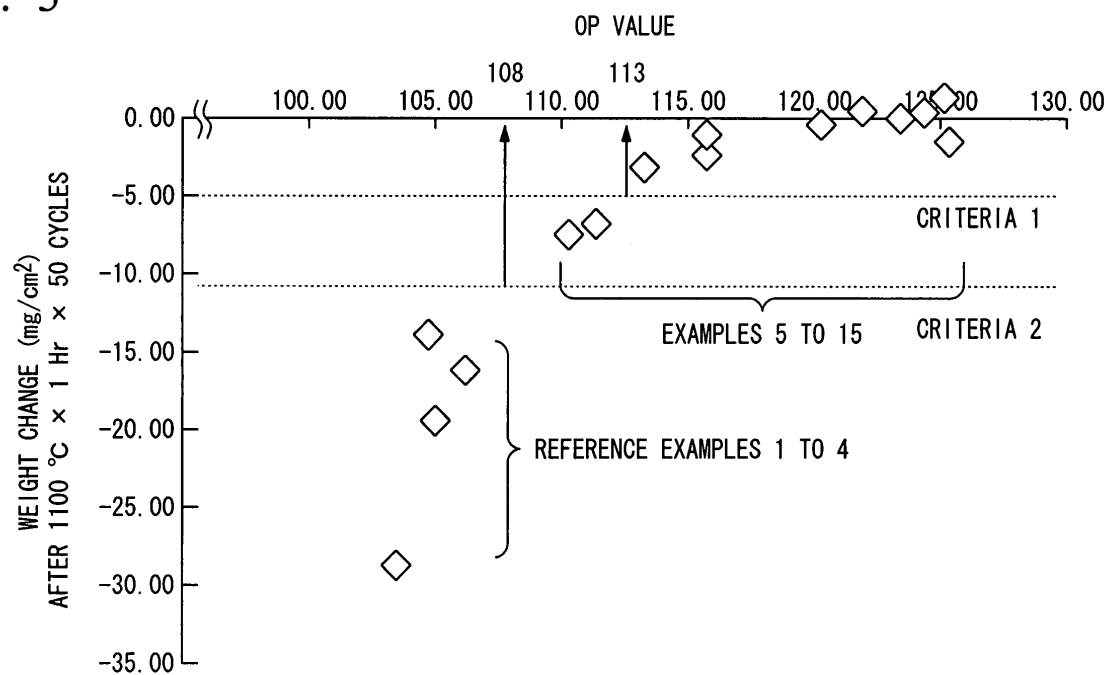 . 5
OP VALUE
108 113
100.00 105.00 110.00 115.00 120.00 125.00 130.00
0.00
-5.00
-10.00
-15.00
-20.00
-25.00
-30.00
-35.00
WEIGHT CHANGE (mg/cm²)
AFTER 1100 °C × 1 Hr × 50 CYCLES
CRITERIA 1
EXAMPLES 5 TO 15
CRITERIA 2
REFERENCE EXAMPLES 1 TO 4